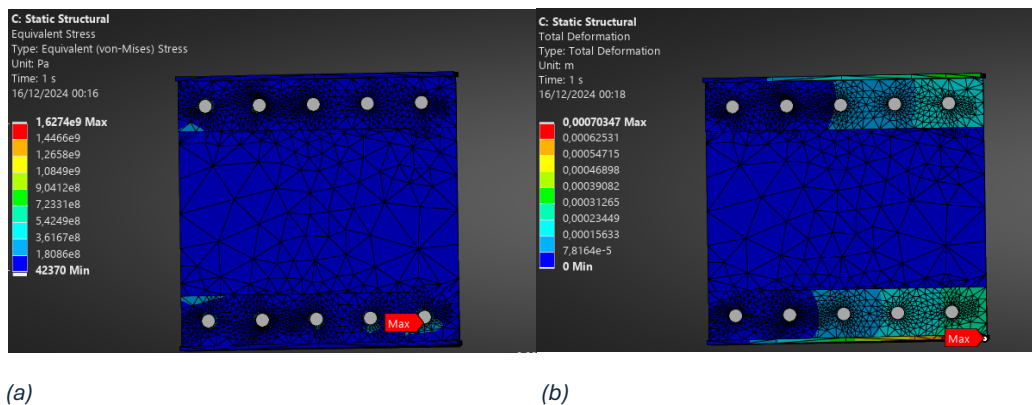 C: Static Structural
Equivalent Stress
Type: Equivalent (von-Mises) Stress
Unit: Pa
Time: 1 s
16/12/2024 00:16
1,6274e9 Max
1,4466e9
1,2658e9
1,0849e9
9,0412e8
7,2331e8
5,4249e8
3,6167e8
1,8086e8
42370 Min
Max
C: Static Structural
Total Deformation
Type: Total Deformation
Unit: m
Time: 1 s
16/12/2024 00:18
0,00070347 Max
0,00062531
0,00054715
0,00046898
0,00039082
0,00031265
0,00023449
0,00015633
7,8164e-5
0 Min
Max
(a)
(b)